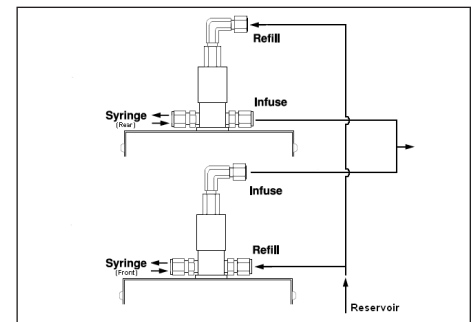 Refill
Infuse
Syringe
(Rear)
Infuse
Refill
Syringe
(Front)
Reservoir